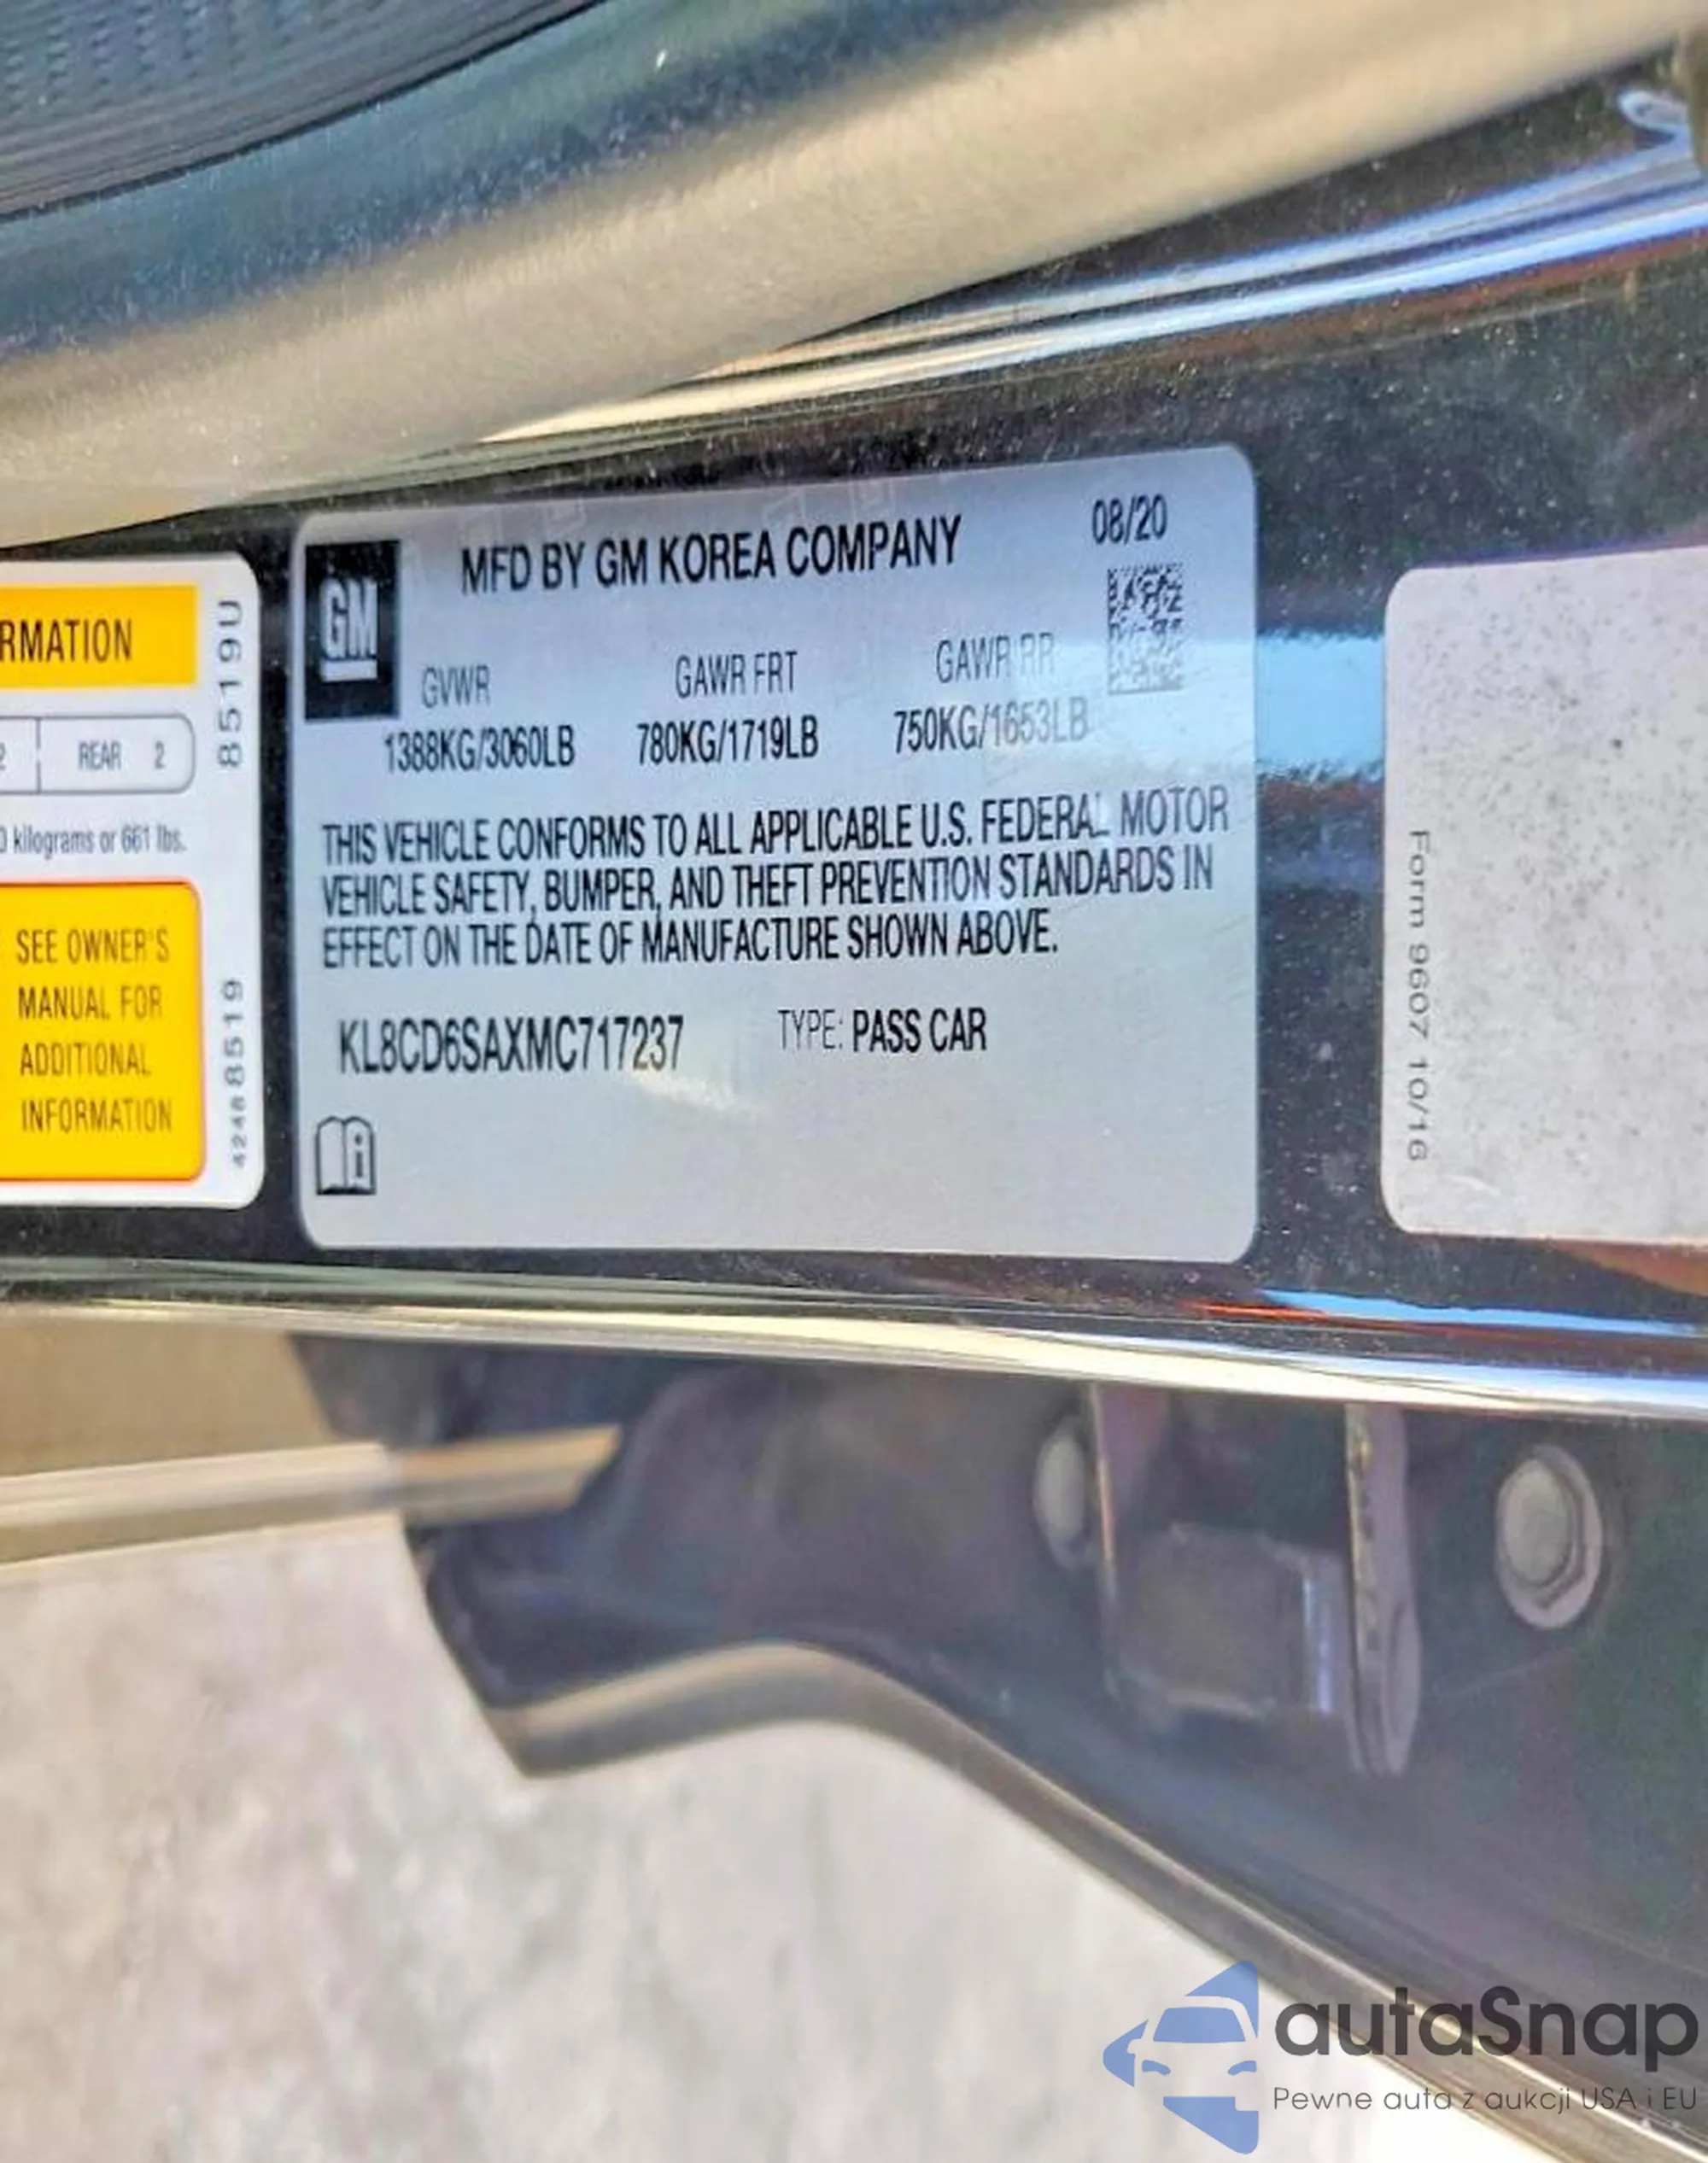 RMATION
2 REAR 2
0 kilograms or 661 lbs.
SEE OWNER'S
MANUAL FOR
ADDITIONAL
INFORMATION
8519U
42468519
GM
MFD BY GM KOREA COMPANY 08/20
GVWR GAWR FRT GAWR RR
1388KG/3060LB 780KG/1719LB 750KG/1653LB
THIS VEHICLE CONFORMS TO ALL APPLICABLE U.S. FEDERAL MOTOR
VEHICLE SAFETY, BUMPER, AND THEFT PREVENTION STANDARDS IN
EFFECT ON THE DATE OF MANUFACTURE SHOWN ABOVE.
KL8CD6SAXMC717237 TYPE: PASS CAR
i
Form 9607 10/16
autaSnap
Pewne auta z aukcji USA i EU